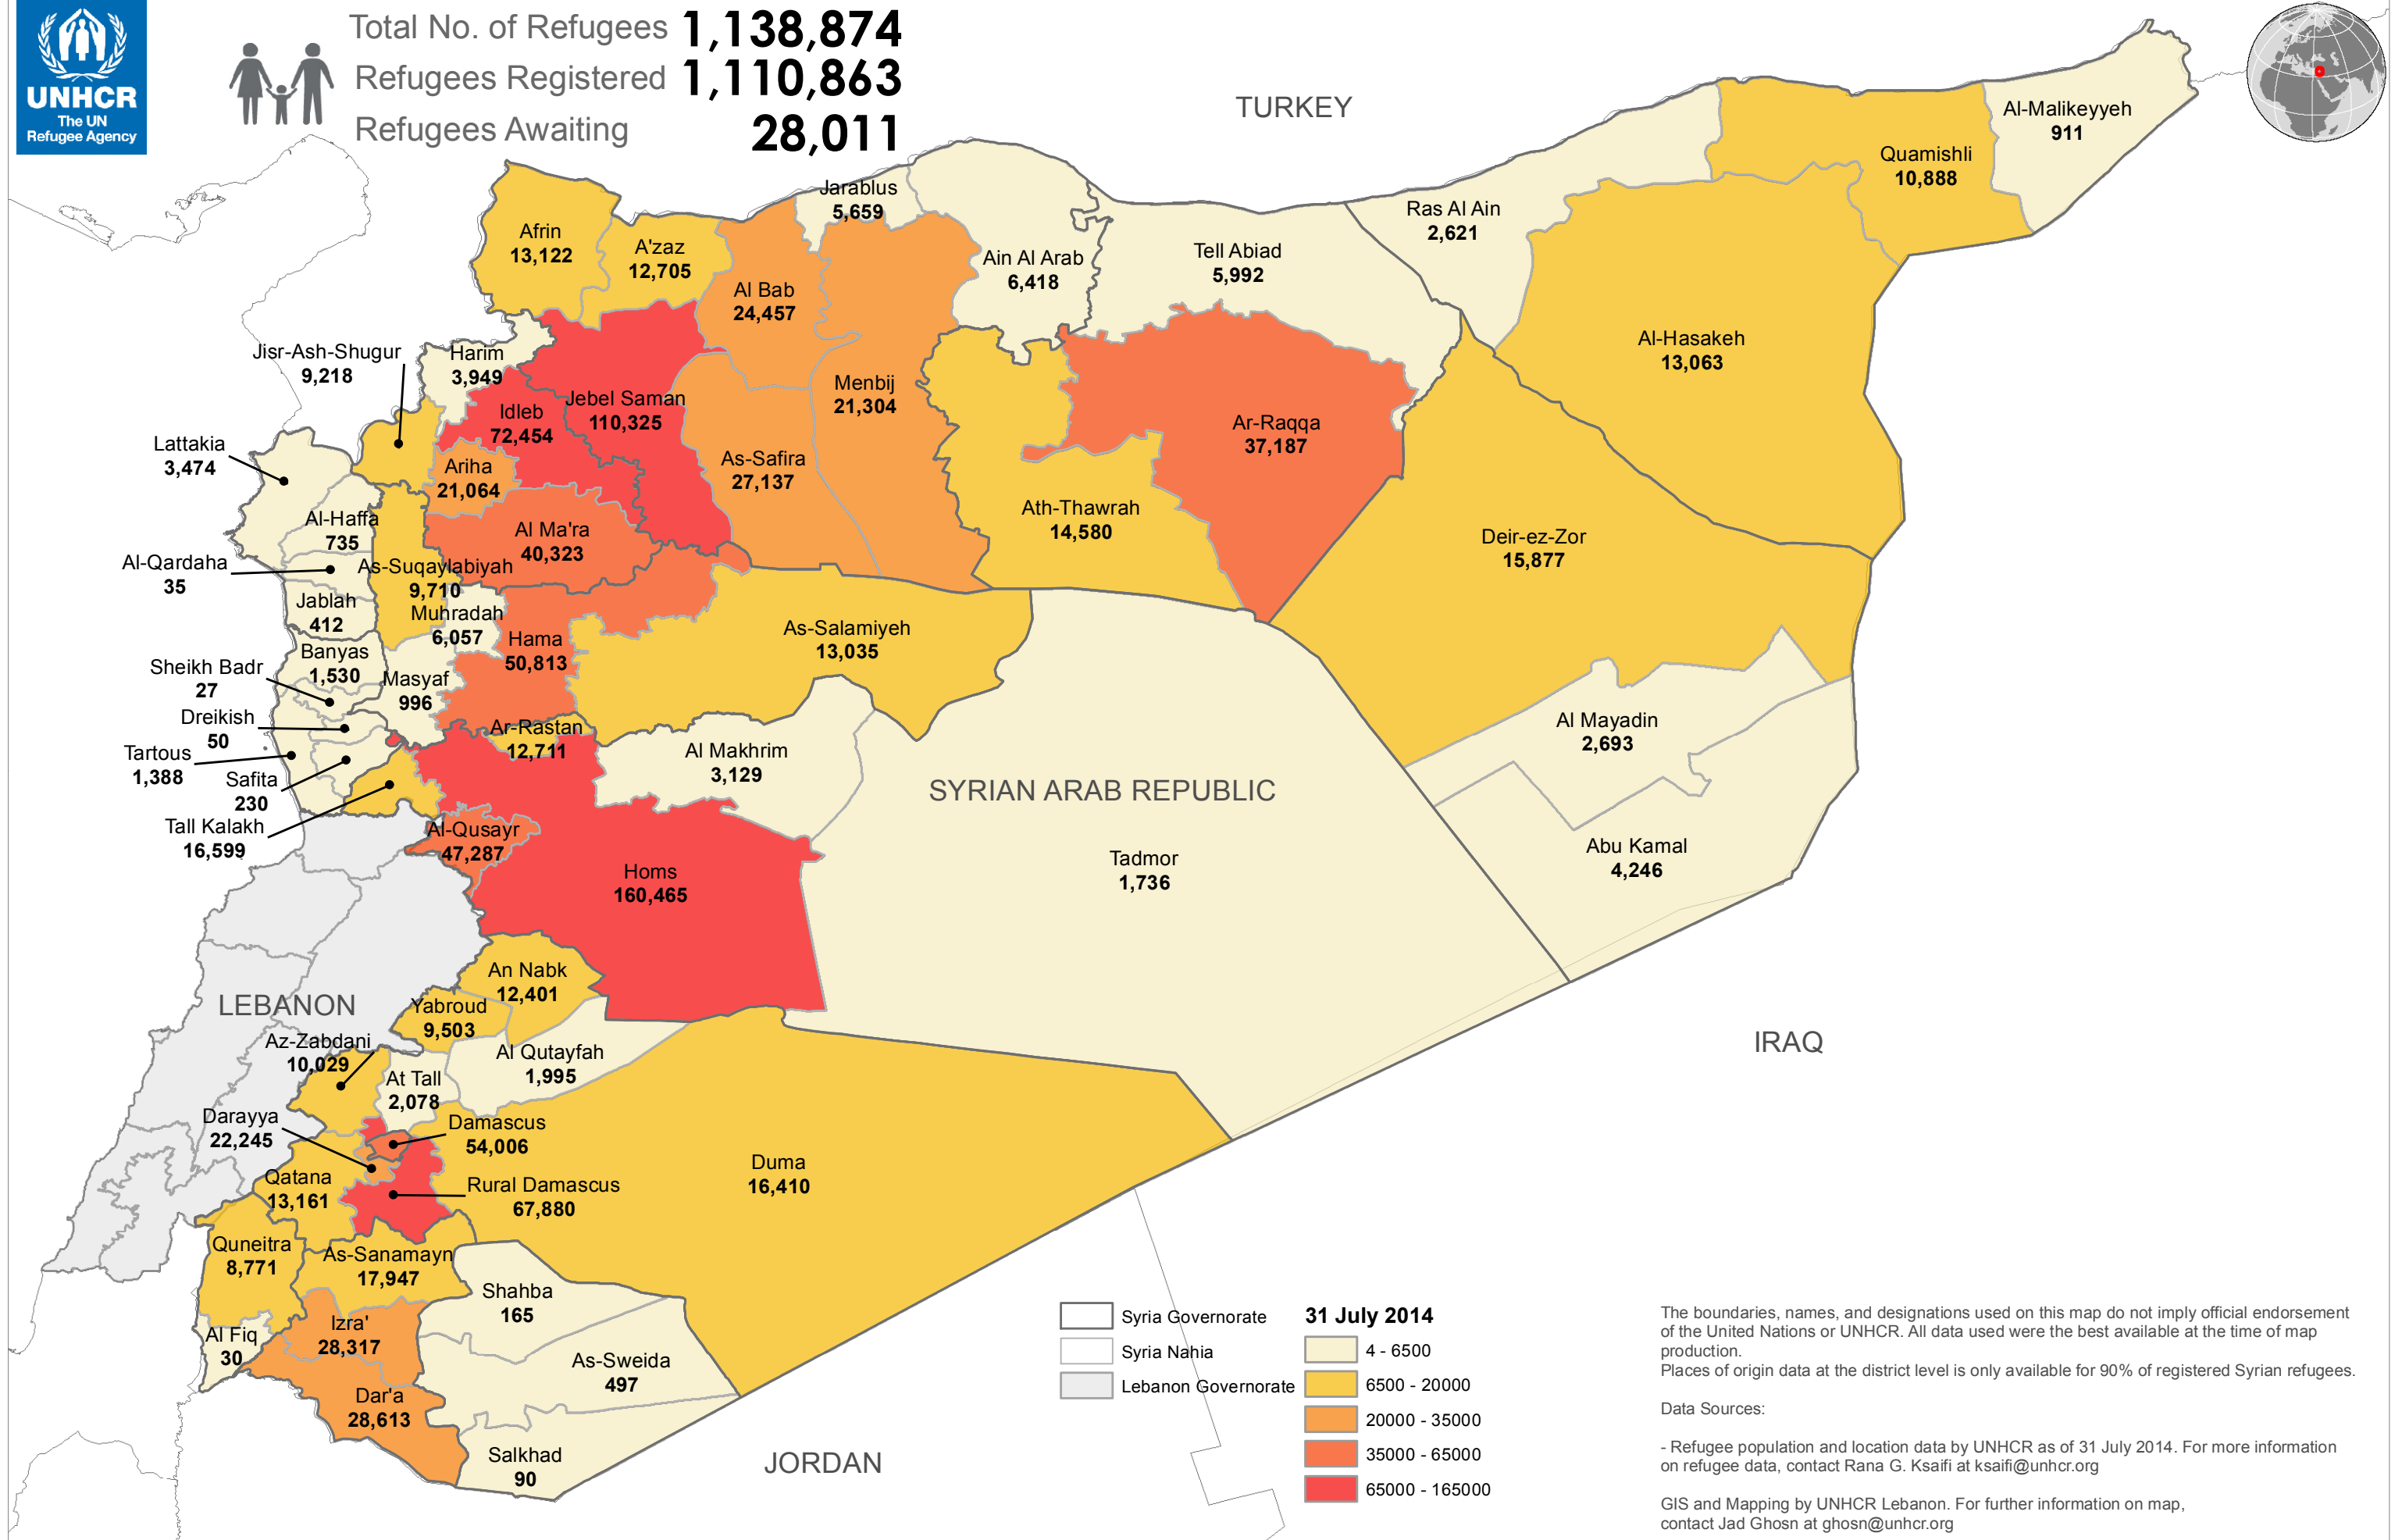 UNHCR
The UN
Refugee Agency
Total No. of Refugees 1,138,874
Refugees Registered 1,110,863
Refugees Awaiting 28,011
TURKEY
Al-Malikeyyeh
911
Quamishli
10,888
Jarablus
5,659
Ras Al Ain
2,621
Afrin
13,122
A'zaz
12,705
Ain Al Arab
6,418
Tell Abiad
5,992
Al Bab
24,457
Al-Hasakeh
13,063
Jisr-Ash-Shugur
9,218
Harim
3,949
Menbij
21,304
Idleb
72,454
Jebel Saman
110,325
Ar-Raqqa
37,187
Lattakia
3,474
Ariha
21,064
As-Safira
27,137
Ath-Thawrah
14,580
Al-Haffa
735
Al Ma'ra
40,323
Deir-ez-Zor
15,877
Al-Qardaha
35
As-Suqaylabiyah
9,710
Jablah
412
Muhradah
6,057
Hama
50,813
As-Salamiyeh
13,035
Banyas
1,530
Sheikh Badr
27
Masyaf
996
Dreikish
50
Ar-Rastan
12,711
Al Mayadin
2,693
Tartous
1,388
Al Makhrim
3,129
Safita
230
SYRIAN ARAB REPUBLIC
Tall Kalakh
16,599
Al-Qusayr
47,287
Abu Kamal
4,246
Tadmor
1,736
Homs
160,465
An Nabk
12,401
LEBANON
Yabroud
9,503
IRAQ
Az-Zabdani
10,029
Al Qutayfah
1,995
At Tall
2,078
Darayya
22,245
Damascus
54,006
Duma
16,410
Qatana
13,161
Rural Damascus
67,880
Quneitra
8,771
As-Sanamayn
17,947
Shahba
165
Al Fiq
30
Izra'
28,317
As-Sweida
497
Dar'a
28,613
Salkhad
90
JORDAN
Syria Governorate
Syria Nahia
Lebanon Governorate
31 July 2014
4 - 6500
6500 - 20000
20000 - 35000
35000 - 65000
65000 - 165000
The boundaries, names, and designations used on this map do not imply official endorsement
of the United Nations or UNHCR. All data used were the best available at the time of map
production.
Places of origin data at the district level is only available for 90% of registered Syrian refugees.
Data Sources:
- Refugee population and location data by UNHCR as of 31 July 2014. For more information
on refugee data, contact Rana G. Ksaifi at ksaifi@unhcr.org
GIS and Mapping by UNHCR Lebanon. For further information on map,
contact Jad Ghosn at ghosn@unhcr.org